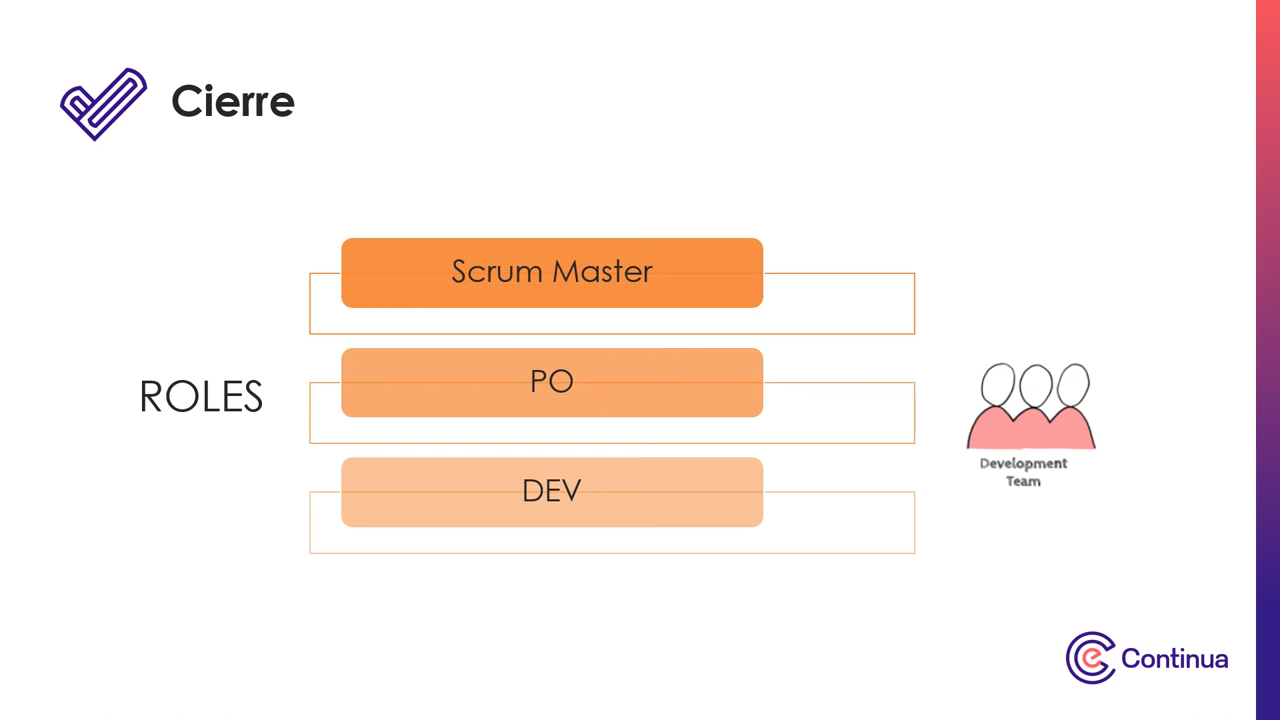 Cierre
Scrum Master
PO
ROLES
DEV
Development
Team
e Continua